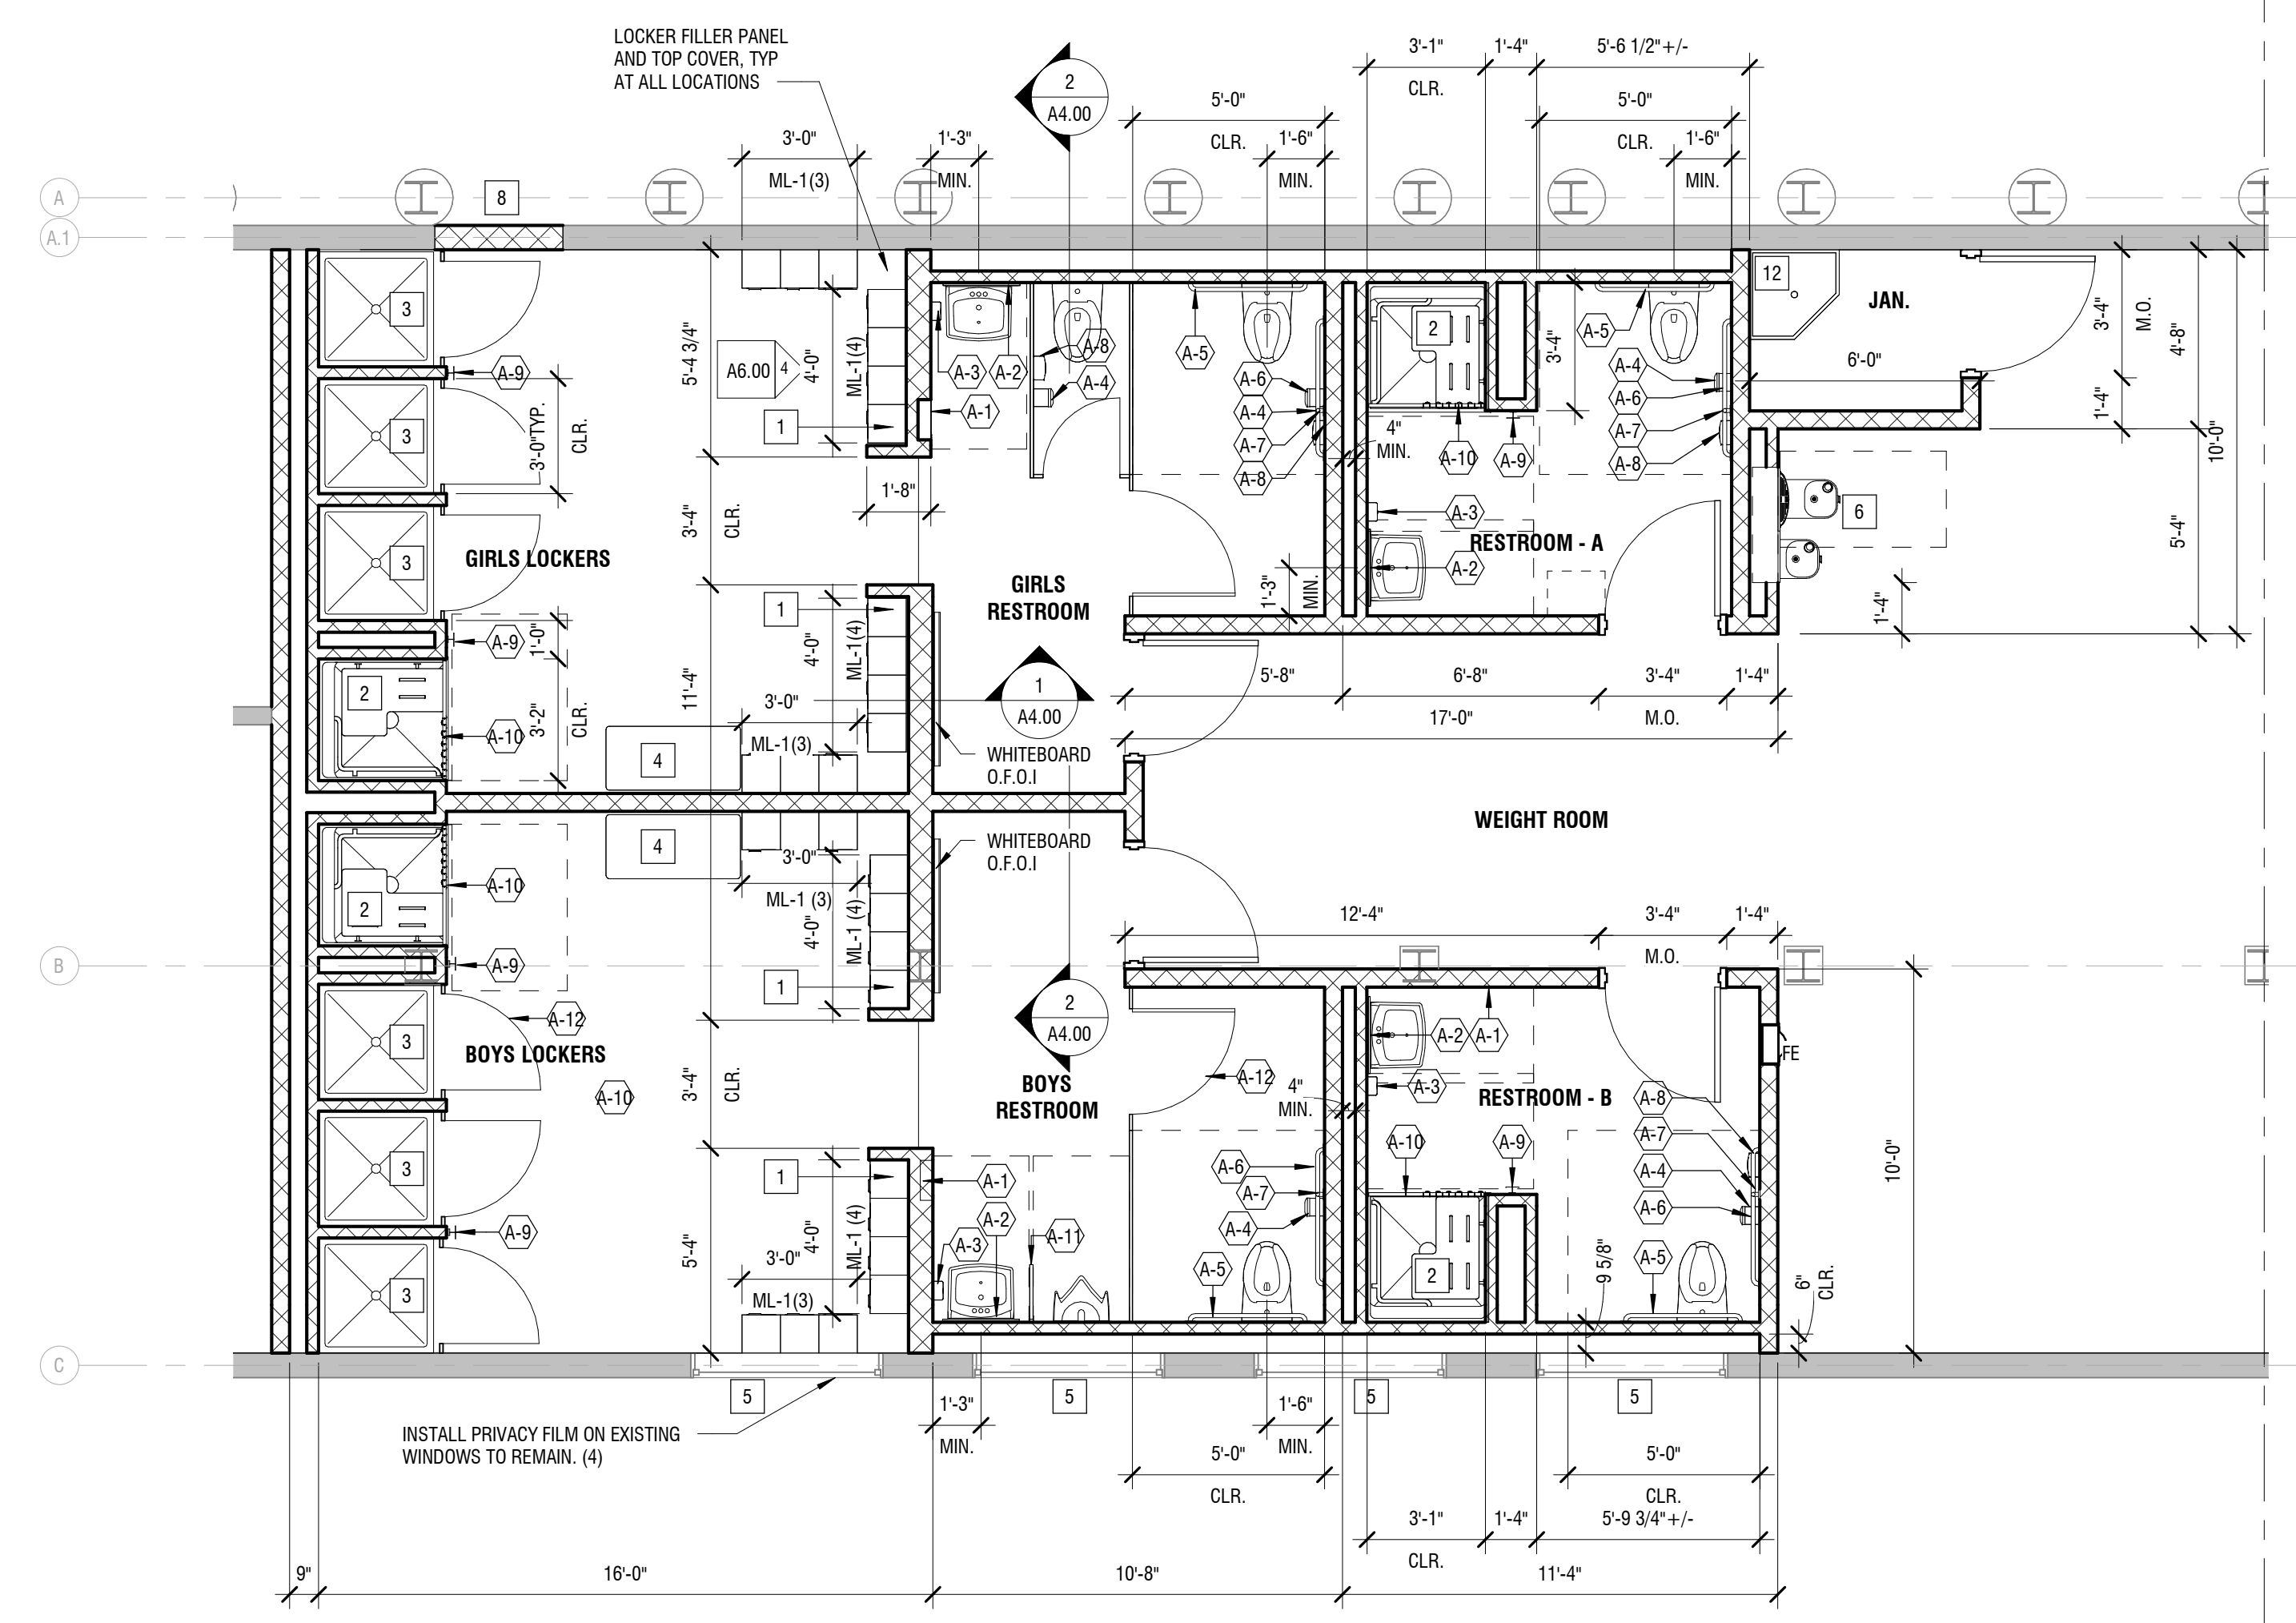 LOCKER FILLER PANEL
AND TOP COVER, TYP
AT ALL LOCATIONS
2
A4.00
3'-1"
1'-4"
5'-6 1/2"+/-
CLR.
5'-0"
CLR.
1'-6"
MIN.
5'-0"
CLR.
1'-6"
MIN.
3'-0"
ML-1(3)
1'-3"
MIN.
A
A.1
8
3
3
3
A-9
3'-0"TYP.
CLR.
5'-4 3/4"
A6.00
4
4'-0"
ML-1(4)
1
A-3
A-2
A-8
A-4
A-1
A-5
A-6
A-4
A-7
A-8
2
3'-4"
A-5
A-4
A-6
A-7
A-8
4"
MIN.
A-10
A-9
A-3
A-2
RESTROOM - A
12
JAN.
6'-0"
3'-4"
M.O.
1'-4"
4'-8"
10'-0"
5'-4"
6
1'-4"
1'-8"
3'-4"
CLR.
GIRLS LOCKERS
GIRLS
RESTROOM
1'-3"
MIN.
1
4'-0"
ML-1(4)
A-9
1'-0"
2
A-10
3'-2"
CLR.
11'-4"
3'-0"
ML-1(3)
4
1
A4.00
WHITEBOARD
O.F.O.I
5'-8"
6'-8"
3'-4"
1'-4"
17'-0"
M.O.
WEIGHT ROOM
4
3'-0"
ML-1 (3)
4'-0"
ML-1 (4)
WHITEBOARD
O.F.O.I
2
A-10
A-9
1
12'-4"
3'-4"
1'-4"
M.O.
B
3
3
3
A-12
BOYS LOCKERS
A-10
3'-4"
CLR.
2
A4.00
BOYS
RESTROOM
A-12
4"
MIN.
A-2
A-1
A-3
RESTROOM - B
FE
A-10
A-9
A-8
A-7
A-4
A-6
A-5
10'-0"
1
A-1
A-2
A-3
A-11
A-6
A-7
A-4
A-5
2
9 5/8"
6"
CLR.
A-9
5'-4"
4'-0"
ML-1 (4)
3'-0"
ML-1(3)
C
5
5
5
5
INSTALL PRIVACY FILM ON EXISTING
WINDOWS TO REMAIN. (4)
1'-3"
MIN.
1'-6"
MIN.
5'-0"
CLR.
5'-0"
CLR.
3'-1"
1'-4"
5'-9 3/4"+/-
CLR.
9"
16'-0"
10'-8"
11'-4"